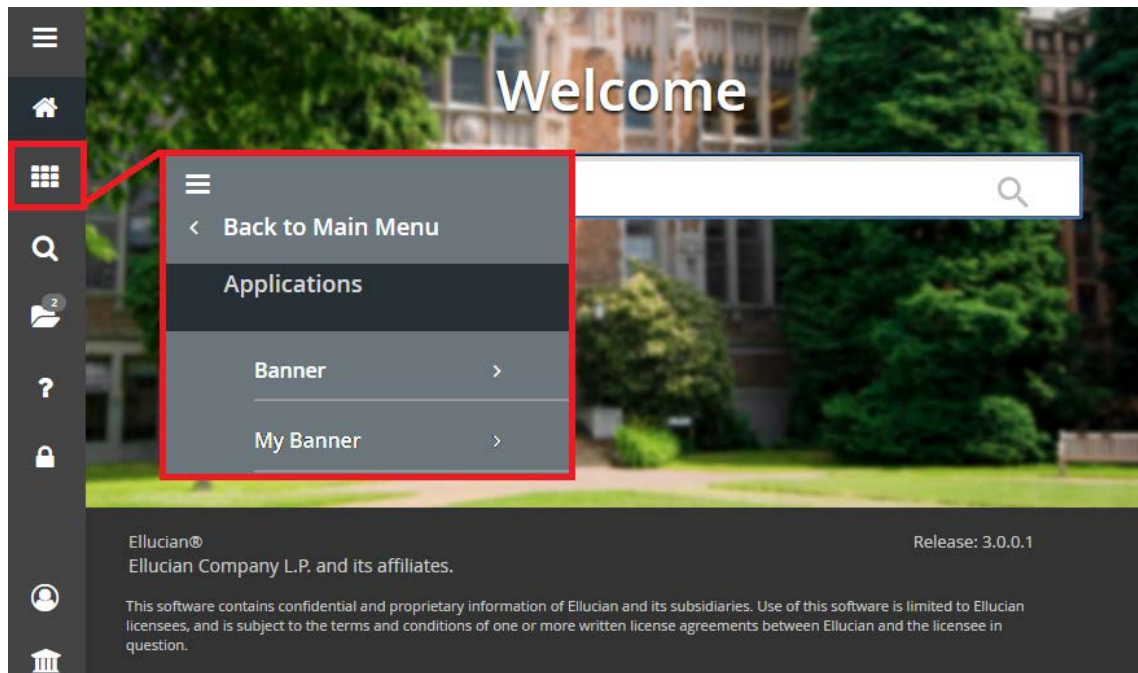 Welcome
Back to Main Menu
Applications
Banner
My Banner
2
?
Ellucian®
Release: 3.0.0.1
Ellucian Company L.P. and its affiliates.
This software contains confidential and proprietary information of Ellucian and its subsidiaries. Use of this software is limited to Ellucian
licensees, and is subject to the terms and conditions of one or more written license agreements between Ellucian and the licensee in
question.